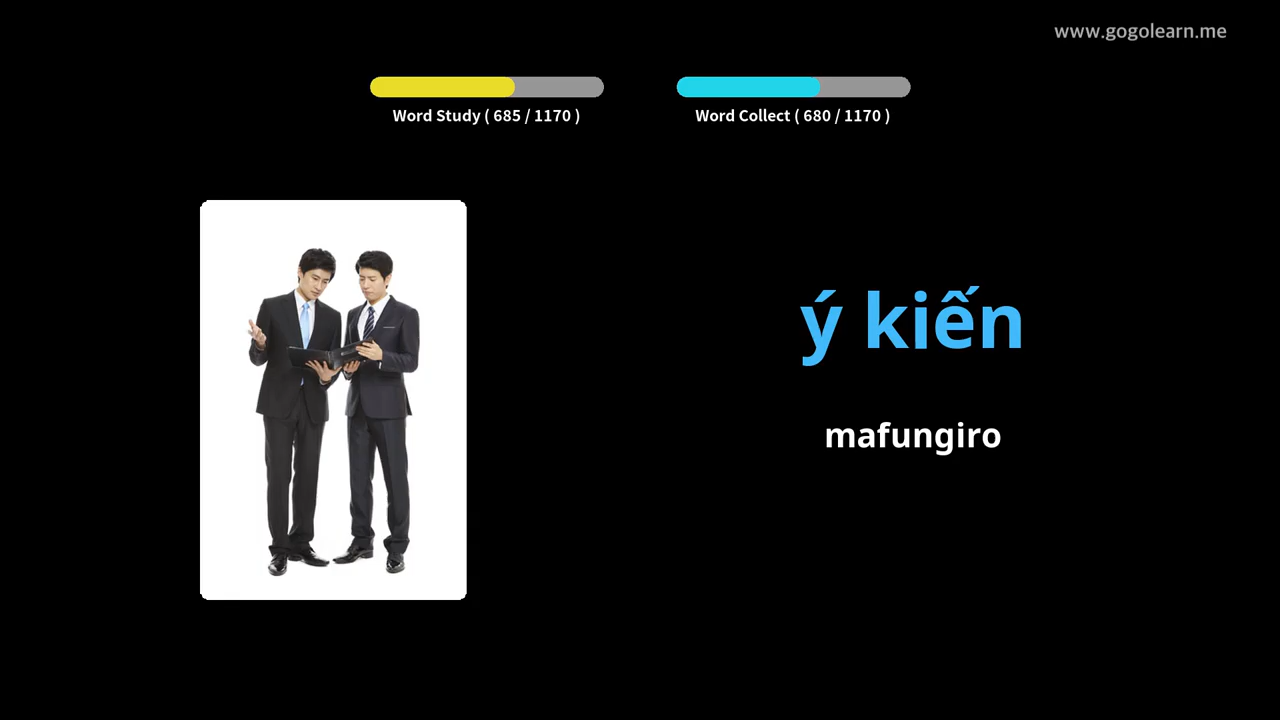 www.gogolearn.me
Word Study ( 685 / 1170 )
Word Collect ( 680 / 1170 )
ý kiến
mafungiro